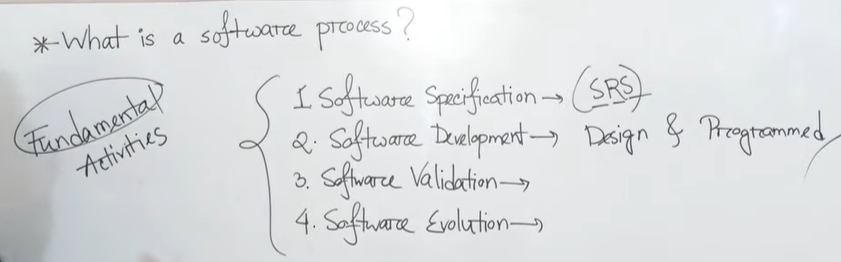 * What is a software process?
Fundamental
Activities
1 Software Specification → (SRS)
2. Software Development → Design & Programmed
3. Software Validation →
4. Software Evolution →